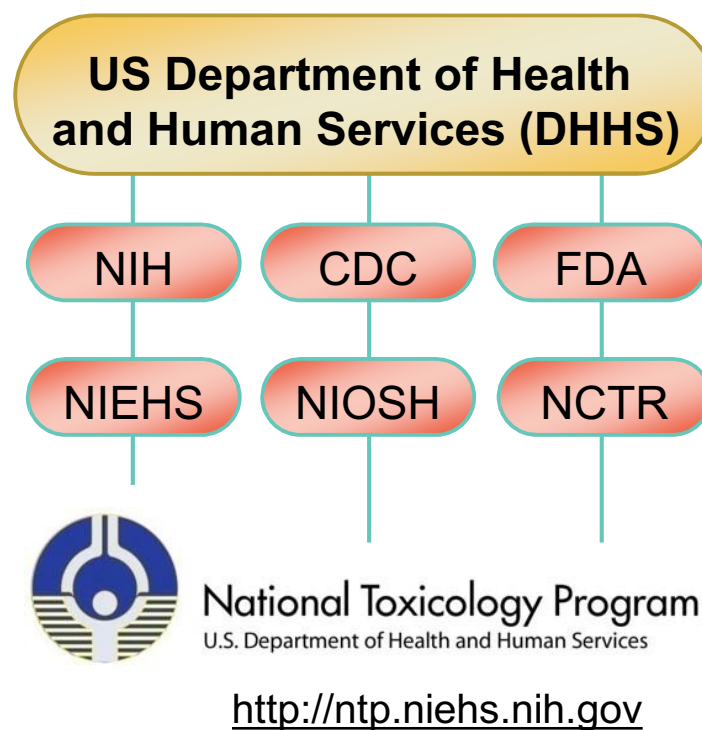 US Department of Health
and Human Services (DHHS)
NIH
CDC
FDA
NIEHS
NIOSH
NCTR
National Toxicology Program
U.S. Department of Health and Human Services
http://ntp.niehs.nih.gov